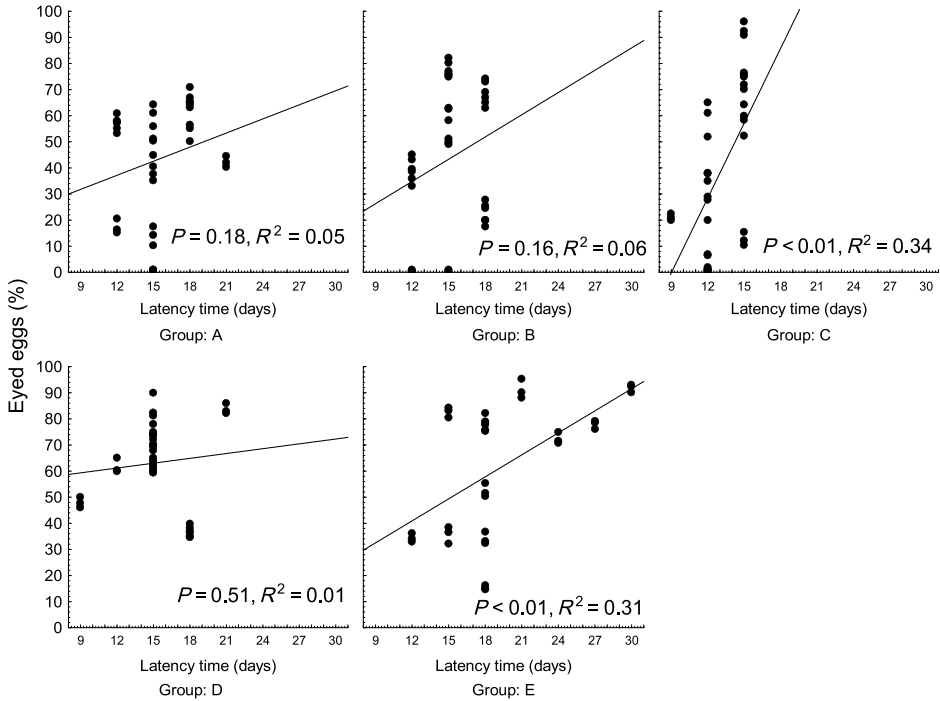 Eyed eggs (%)
100
90
80
70
60
50
40
30
20
10
0
P = 0.18, R² = 0.05
9 12 15 18 21 24 27 30
Latency time (days)
Group: A
P = 0.16, R² = 0.06
9 12 15 18 21 24 27 30
Latency time (days)
Group: B
P < 0.01, R² = 0.34
9 12 15 18 21 24 27 30
Latency time (days)
Group: C
100
90
80
70
60
50
40
30
20
10
0
P = 0.51, R² = 0.01
9 12 15 18 21 24 27 30
Latency time (days)
Group: D
P < 0.01, R² = 0.31
9 12 15 18 21 24 27 30
Latency time (days)
Group: E